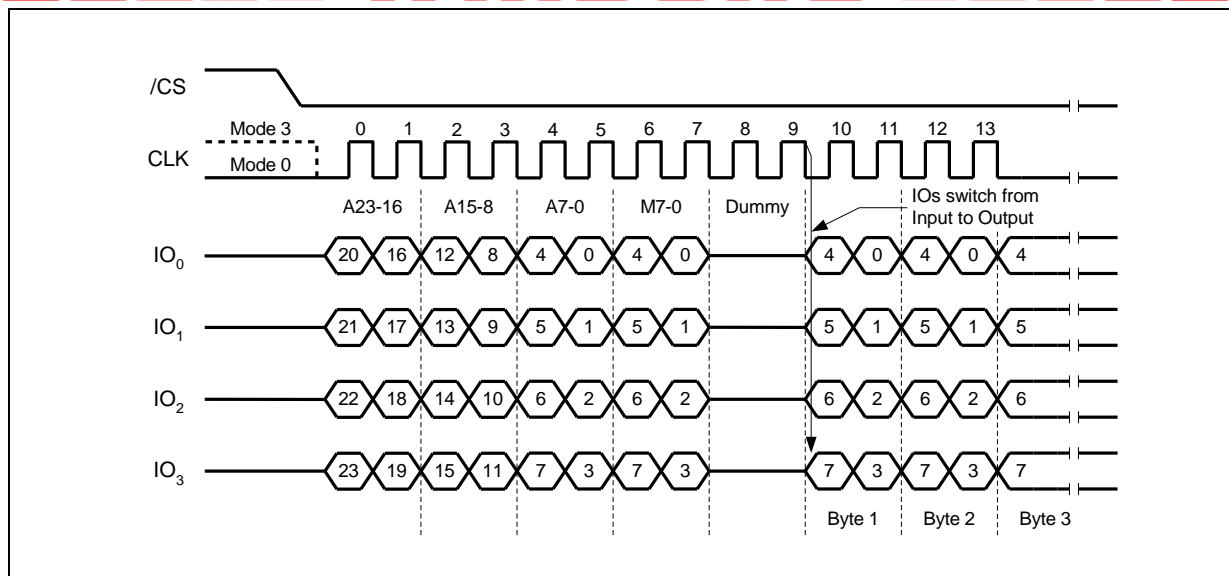 /CS
Mode 3 0 1 2 3 4 5 6 7 8 9 10 11 12 13
CLK
Mode 0
A23-16 A15-8 A7-0 M7-0 Dummy
IOs switch from
Input to Output
IO0 20 16 12 8 4 0 4 0 4 0 4 0 4
IO1 21 17 13 9 5 1 5 1 5 1 5 1 5
IO2 22 18 14 10 6 2 6 2 6 2 6 2 6
IO3 23 19 15 11 7 3 7 3 7 3 7 3 7
Byte 1 Byte 2 Byte 3